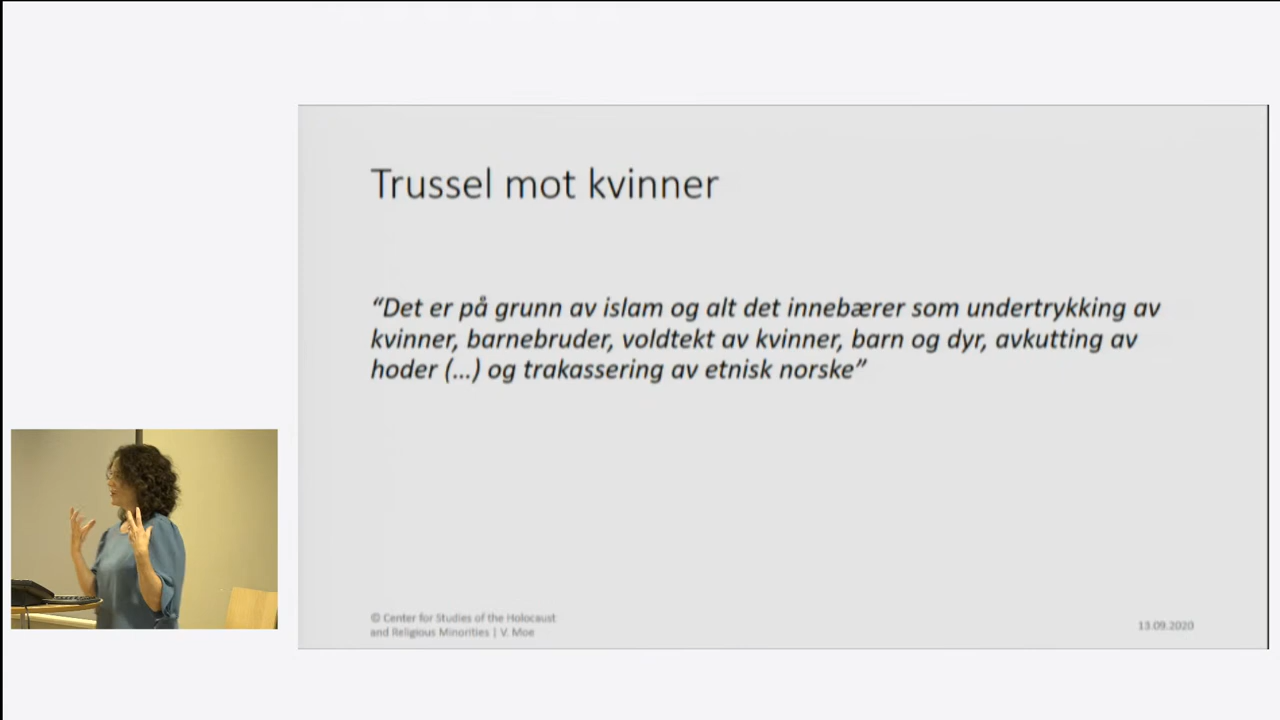 Trussel mot kvinner
“Det er på grunn av islam og alt det innebærer som undertrykking av
kvinner, barnebruder, voldtekt av kvinner, barn og dyr, avkutting av
hoder (...) og trakassering av etnisk norske”
© Center for Studies of the Holocaust
and Religious Minorities | V. Moe
13.09.2020